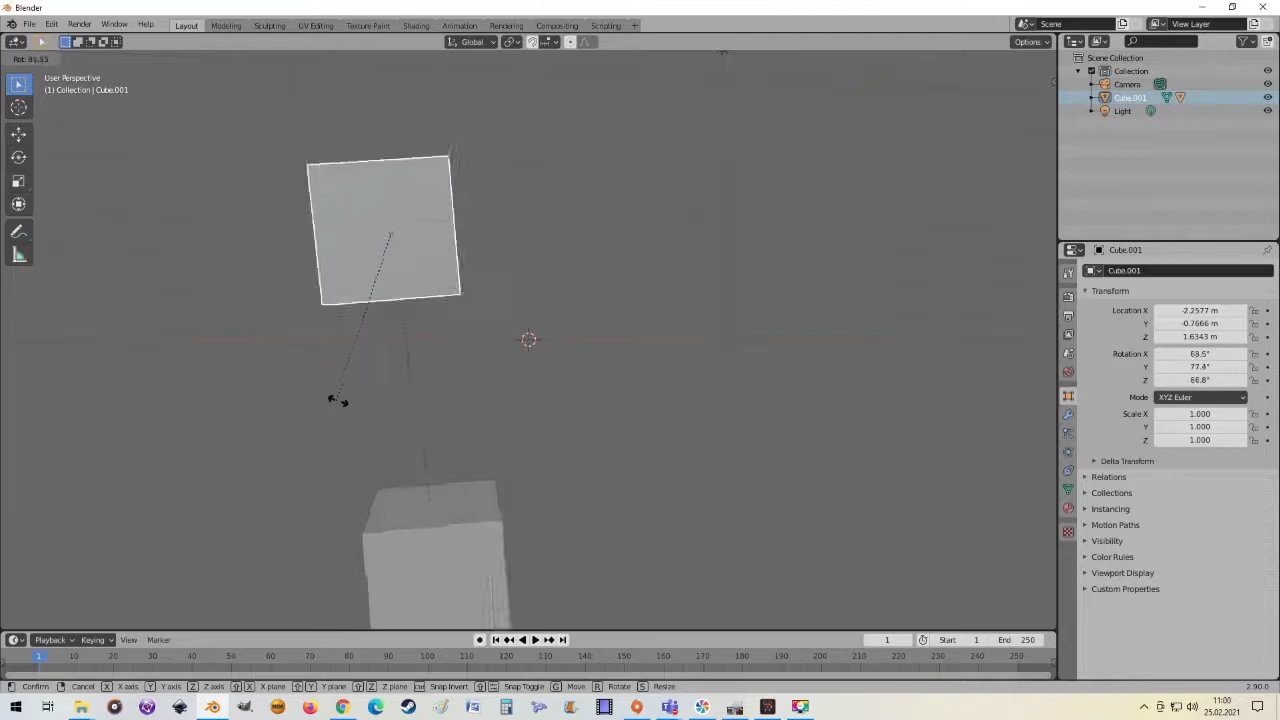 Blender
File Edit Render Window Help Layout Modeling Sculpting UV Editing Texture Paint Shading Animation Rendering Compositing Scripting + Scene View Layer
Global Options
User Perspective
(1) Collection | Cube.001
Scene Collection
Collection
Camera
Cube.001
Light
Cube.001
Cube.001
Transform
Location X -2.2577 m
Y -0.7666 m
Z 1.6343 m
Rotation X 68.5°
Y 77.4°
Z 66.8°
Mode XYZ Euler
Scale X 1.000
Y 1.000
Z 1.000
Delta Transform
Relations
Collections
Instancing
Motion Paths
Visibility
Color Rules
Viewport Display
Custom Properties
Playback Keying View Marker 1 Start 1 End 250
1 10 20 30 40 50 60 70 80 90 100 110 120 130 140 150 160 170 180 190 200 210 220 230 240 250
Confirm Cancel X X axis Y Y axis Z Z axis X X plane Y Y plane Z Z plane Snap Invert Snap Toggle G Move R Rotate S Resize 2.90.0
11:00
25.02.2021